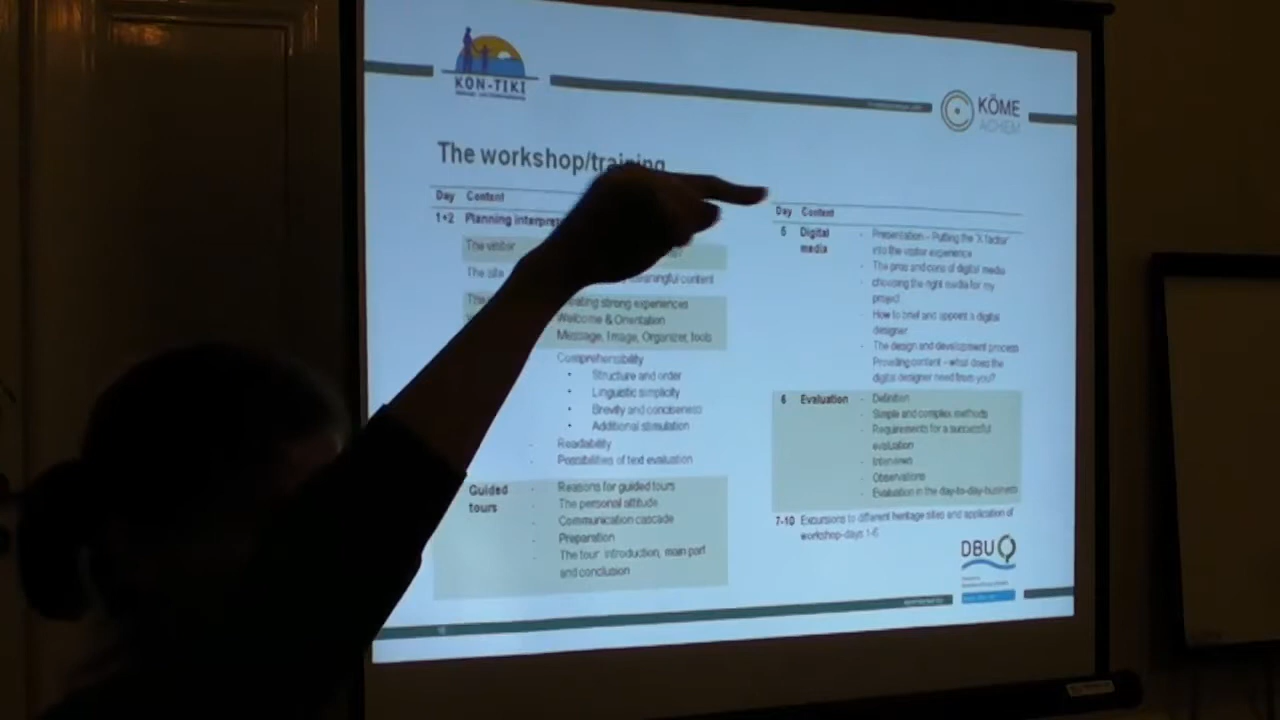 KON-TIKI
KÖME
ACHEM
The workshop/training
Day Content
1+2 Planning interpre
The visitor
The site meaningful content
The creating strong experiences
Welcome & Orientation
Message, Image, Organizer, tools
Comprehensibility
• Structure and order
• Linguistic simplicity
• Brevity and conciseness
• Additional stimulation
- Readability
- Possibilities of text evaluation
Guided tours
- Reasons for guided tours
- The personal attitude
- Communication cascade
- Preparation
- The tour: introduction, main part
and conclusion
Day Content
5 Digital media
- Presentation – Putting the 'X factor'
into the visitor experience
- The pros and cons of digital media
- choosing the right media for my
project
- How to brief and appoint a digital
designer
- The design and development process
Providing content – what does the
digital designer need from you?
6 Evaluation
- Definition
- Simple and complex methods
- Requirements for a successful
evaluation
- Interviews
- Observations
- Evaluation in the day-to-day-business
7-10 Excursions to different heritage sites and application of
workshop-days 1-6
DBU